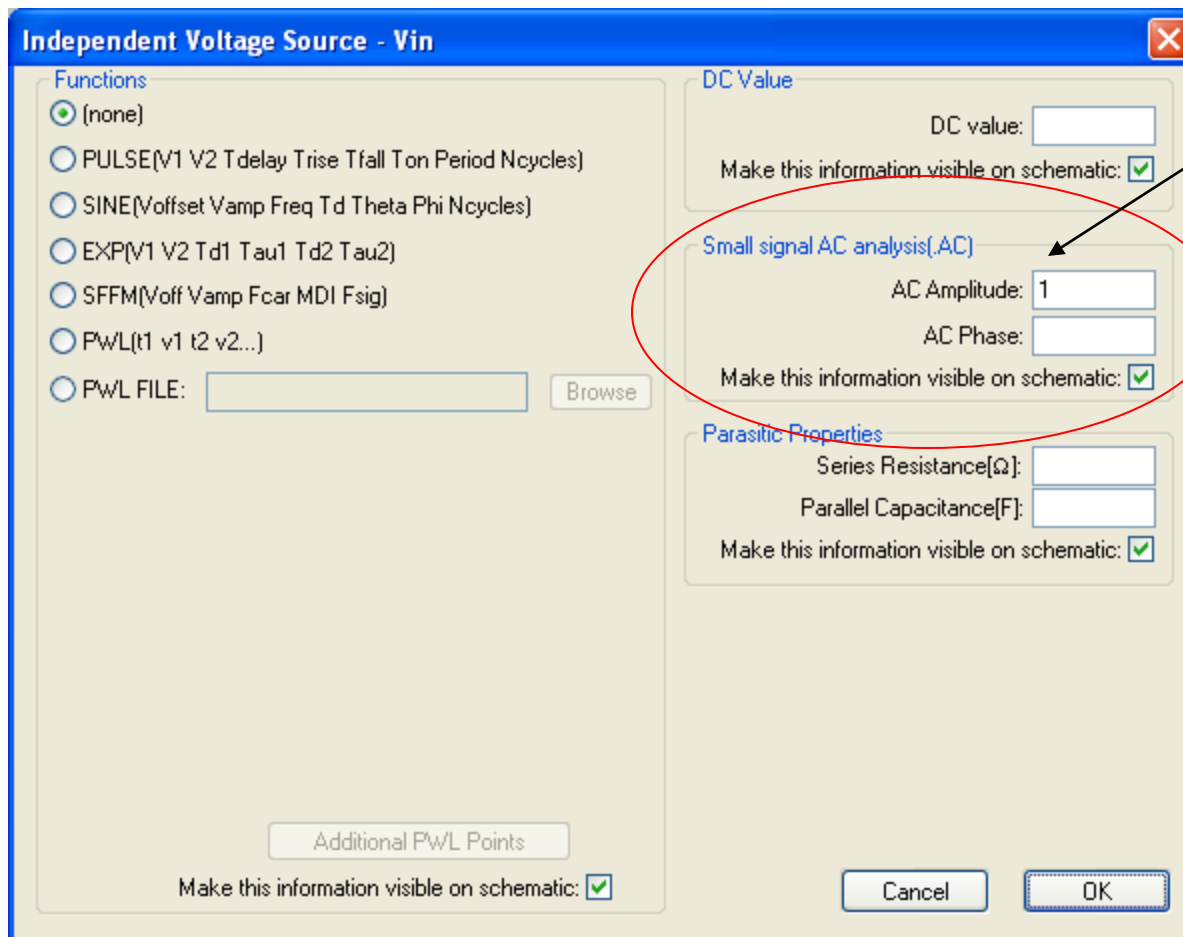 Independent Voltage Source - Vin
Functions
(none)
PULSE(V1 V2 Tdelay Trise Tfall Ton Period Ncycles)
SINE(Voffset Vamp Freq Td Theta Phi Ncycles)
EXP(V1 V2 Td1 Tau1 Td2 Tau2)
SFFM(Voff Vamp Fcar MDI Fsig)
PWL(t1 v1 t2 v2...)
PWL FILE:
Browse
Additional PWL Points
Make this information visible on schematic:
DC Value
DC value:
Make this information visible on schematic:
Small signal AC analysis(.AC)
AC Amplitude: 1
AC Phase:
Make this information visible on schematic:
Parasitic Properties
Series Resistance[Ω]:
Parallel Capacitance[F]:
Make this information visible on schematic:
Cancel
OK